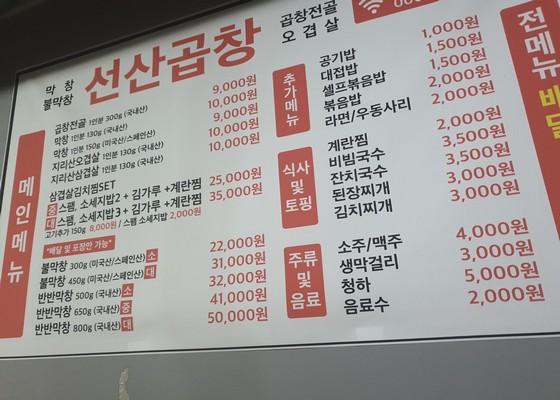 막 창
불막창
선산곱창
곱창전골
오 겹 살
메인메뉴
곱창전골 1인분 300g (국내산) 9,000원
막창 1인분 130g (국내산) 10,000원
막창 1인분 150g (미국산/스페인산) 9,000원
지리산오겹살 1인분 130g (국내산) 10,000원
지리산삼겹살 1인분 130g (국내산) 10,000원
삼겹살김치찜SET
중 스팸, 소세지밥2 + 김가루 +계란찜 25,000원
대 스팸, 소세지밥3 + 김가루 +계란찜 35,000원
고기추가 150g 8,000원 / 스팸 소세지밥 2,000원
"배달 및 포장만 가능"
불막창 300g (미국산/스페인산) 소 22,000원
불막창 450g (미국산/스페인산) 대 31,000원
반반막창 500g (국내산) 소 32,000원
반반막창 650g (국내산) 중 41,000원
반반막창 800g (국내산) 대 50,000원
추가메뉴
공기밥 1,000원
대접밥 1,500원
셀프볶음밥 1,500원
볶음밥 2,000원
라면/우동사리 2,000원
식사 및 토핑
계란찜 2,000원
비빔국수 3,500원
잔치국수 3,500원
된장찌개 3,000원
김치찌개 3,000원
주류 및 음료
소주/맥주 4,000원
생막걸리 3,000원
청하 5,000원
음료수 2,000원
전메뉴